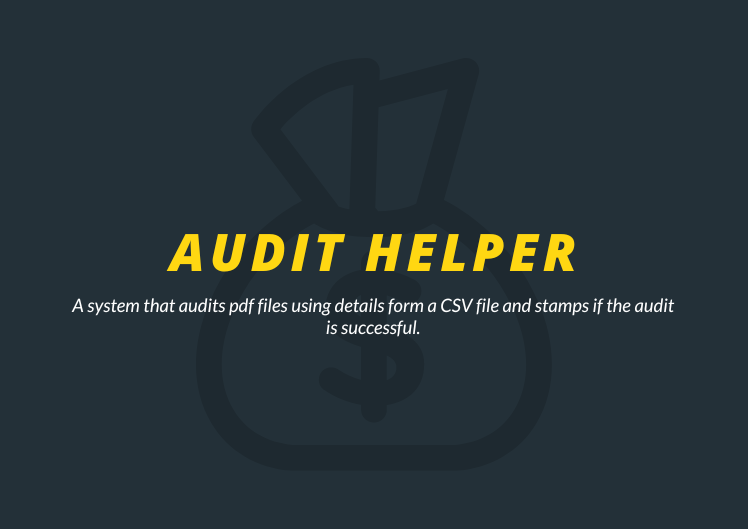 AUDIT HELPER
A system that audits pdf files using details form a CSV file and stamps if the audit
is successful.
$